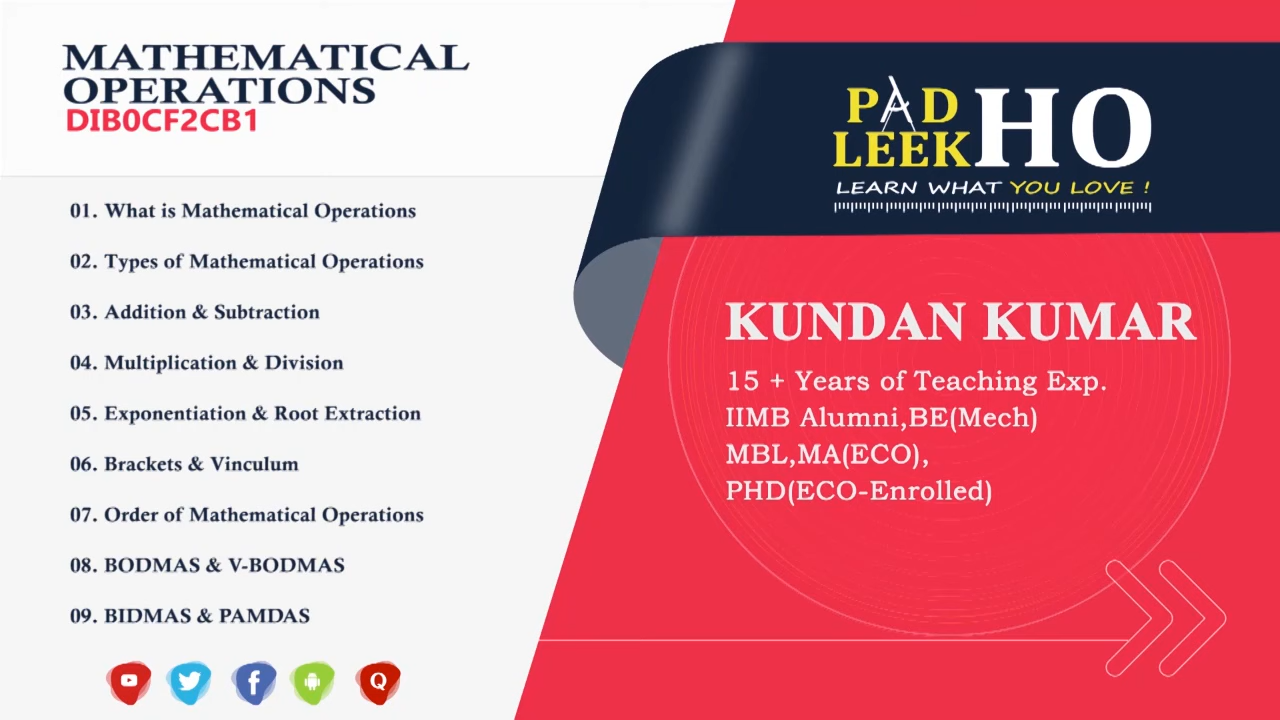 MATHEMATICAL
OPERATIONS
DIB0CF2CB1
01. What is Mathematical Operations
02. Types of Mathematical Operations
03. Addition & Subtraction
04. Multiplication & Division
05. Exponentiation & Root Extraction
06. Brackets & Vinculum
07. Order of Mathematical Operations
08. BODMAS & V-BODMAS
09. BIDMAS & PAMDAS
PAD
LEEK
HO
LEARN WHAT YOU LOVE !
KUNDAN KUMAR
15 + Years of Teaching Exp.
IIMB Alumni,BE(Mech)
MBL,MA(ECO),
PHD(ECO-Enrolled)
f
Q